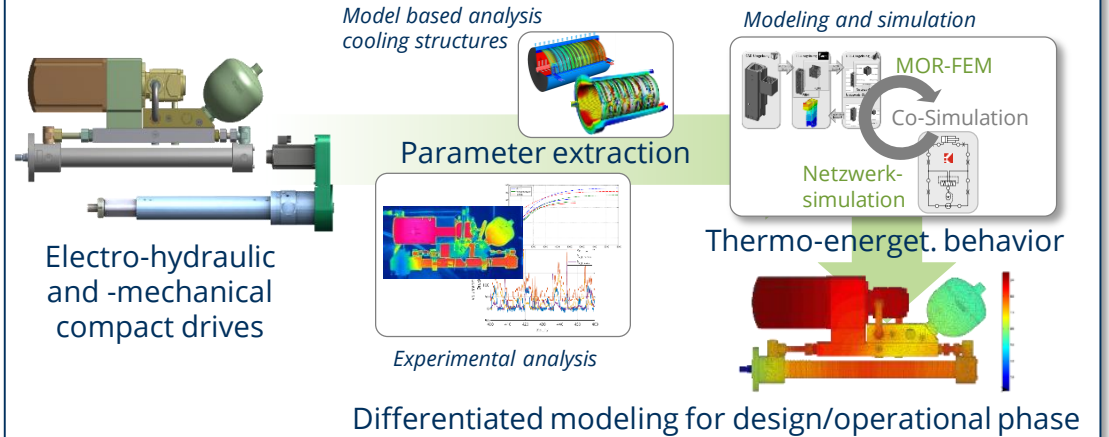 Model based analysis
cooling structures
Modeling and simulation
MOR-FEM
Co-Simulation
Netzwerk-
simulation
Parameter extraction
Electro-hydraulic
and -mechanical
compact drives
Experimental analysis
Thermo-energet. behavior
Differentiated modeling for design/operational phase